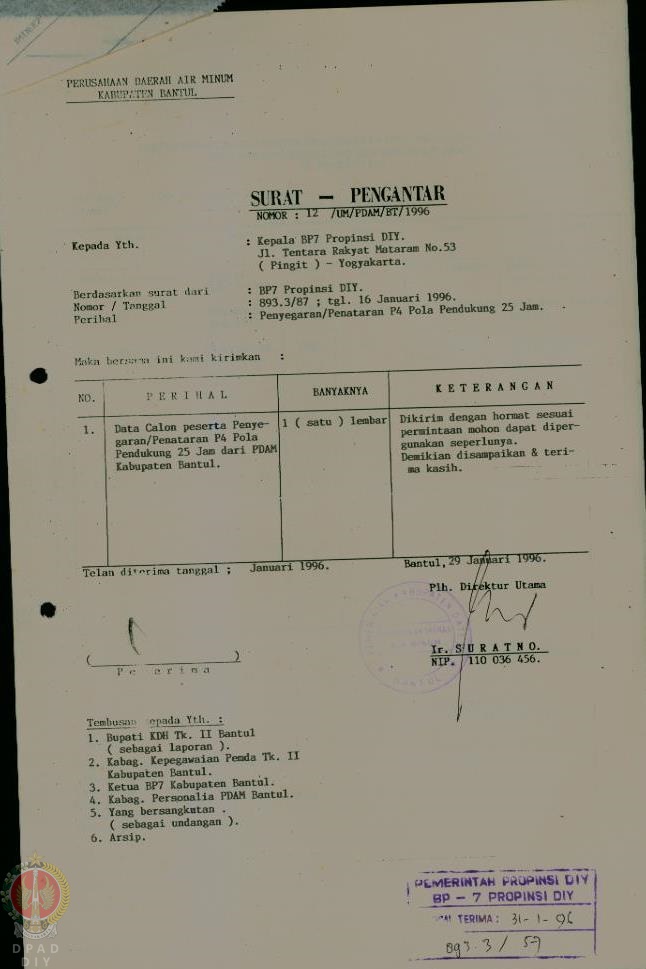 PERUSAHAAN DAERAH AIR MINUM
KABUPATEN BANTUL
SURAT — PENGANTAR
NOMOR : 12 /UM/PDAM/BT/1996
Kepada Yth. : Kepala BP7 Propinsi DIY.
Jl. Tentara Rakyat Mataram No.53
( Pingit ) - Yogyakarta.
Berdasarkan surat dari : BP7 Propinsi DIY.
Nomor / Tanggal : 893.3/87 ; tgl. 16 Januari 1996.
Perihal : Penyegaran/Penataran P4 Pola Pendukung 25 Jam.
Maka bersama ini kami kirimkan :
NO. P E R I H A L BANYAKNYA K E T E R A N G A N
1. Data Calon peserta Penye-
garan/Penataran P4 Pola
Pendukung 25 Jam dari PDAM
Kabupaten Bantul.
1 ( satu ) lembar
Dikirim dengan hormat sesuai
permintaan mohon dapat diper-
gunakan seperlunya.
Demikian disampaikan & teri-
ma kasih.
Telah diterima tanggal ; Januari 1996.
Bantul, 29 Januari 1996.
Plh. Direktur Utama
Ir. S U R A T N O.
NIP. 110 036 456.
( )
P e n e r i m a
Tembusan kepada Yth. :
1. Bupati KDH Tk. II Bantul
( sebagai laporan ).
2. Kabag. Kepegawaian Pemda Tk. II
Kabupaten Bantul.
3. Ketua BP7 Kabupaten Bantul.
4. Kabag. Personalia PDAM Bantul.
5. Yang bersangkutan .
( sebagai undangan ).
6. Arsip.
PEMERINTAH PROPINSI DIY
BP - 7 PROPINSI DIY
TERIMA : 31-1-96
893.3 / 57
DPAD
DIY